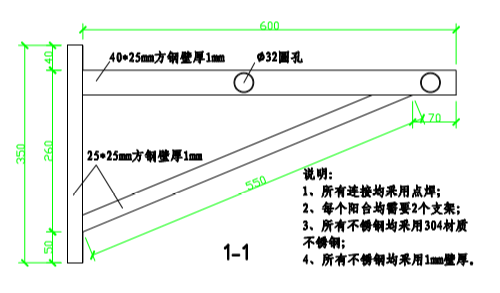 600
40*25mm方钢壁厚1mm
Φ32圆孔
40
350
260
50
25*25mm方钢壁厚1mm
550
70
1-1
说明:
1、所有连接均采用点焊;
2、每个阳台均需要2个支架;
3、所有不锈钢均采用304材质
不锈钢;
4、所有不锈钢均采用1mm壁厚。